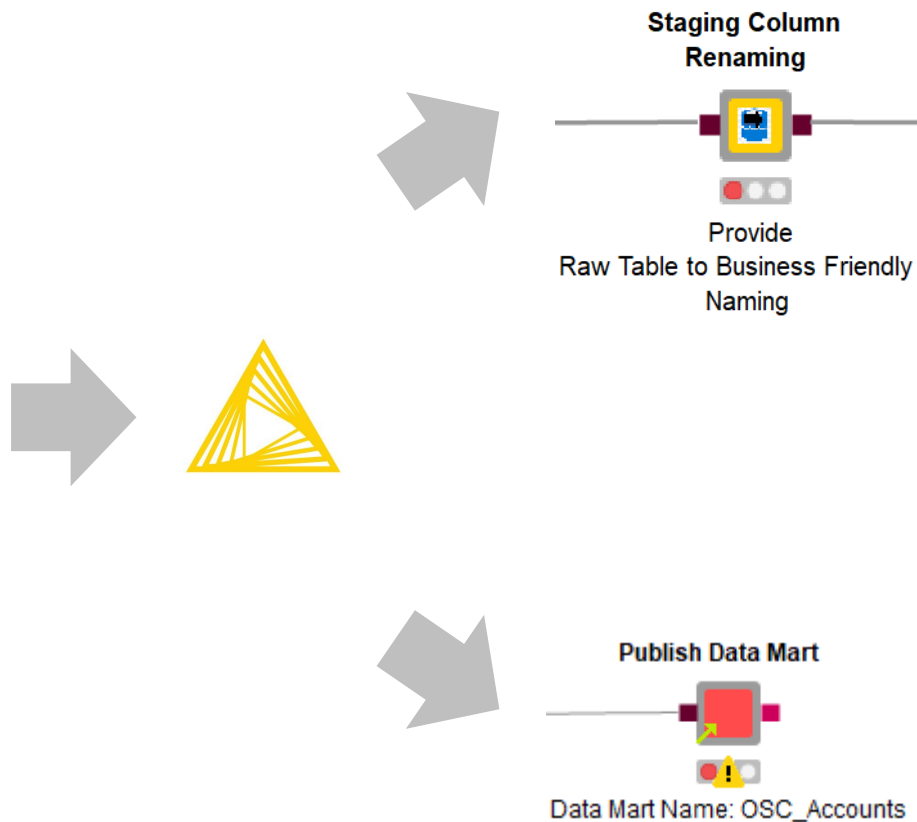 Staging Column
Renaming
Provide
Raw Table to Business Friendly
Naming
Publish Data Mart
!
Data Mart Name: OSC_Accounts